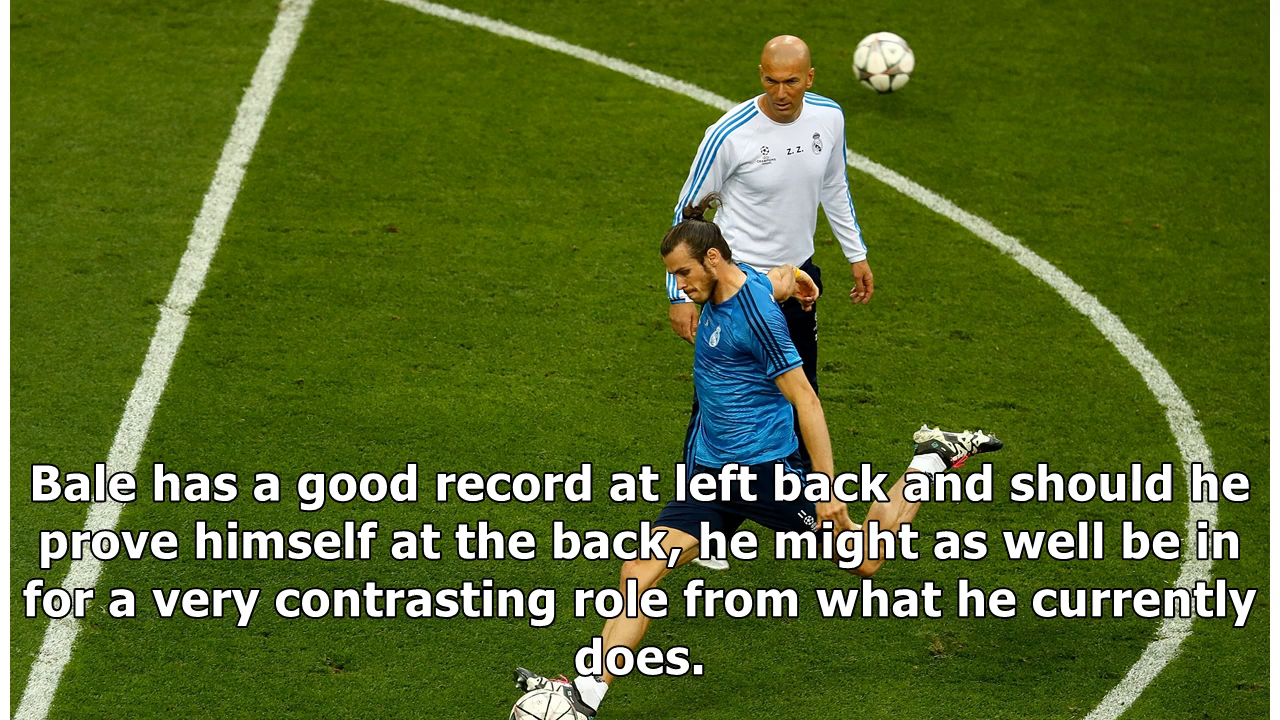 Z. Z.
Bale has a good record at left back and should he
prove himself at the back, he might as well be in
for a very contrasting role from what he currently
does.